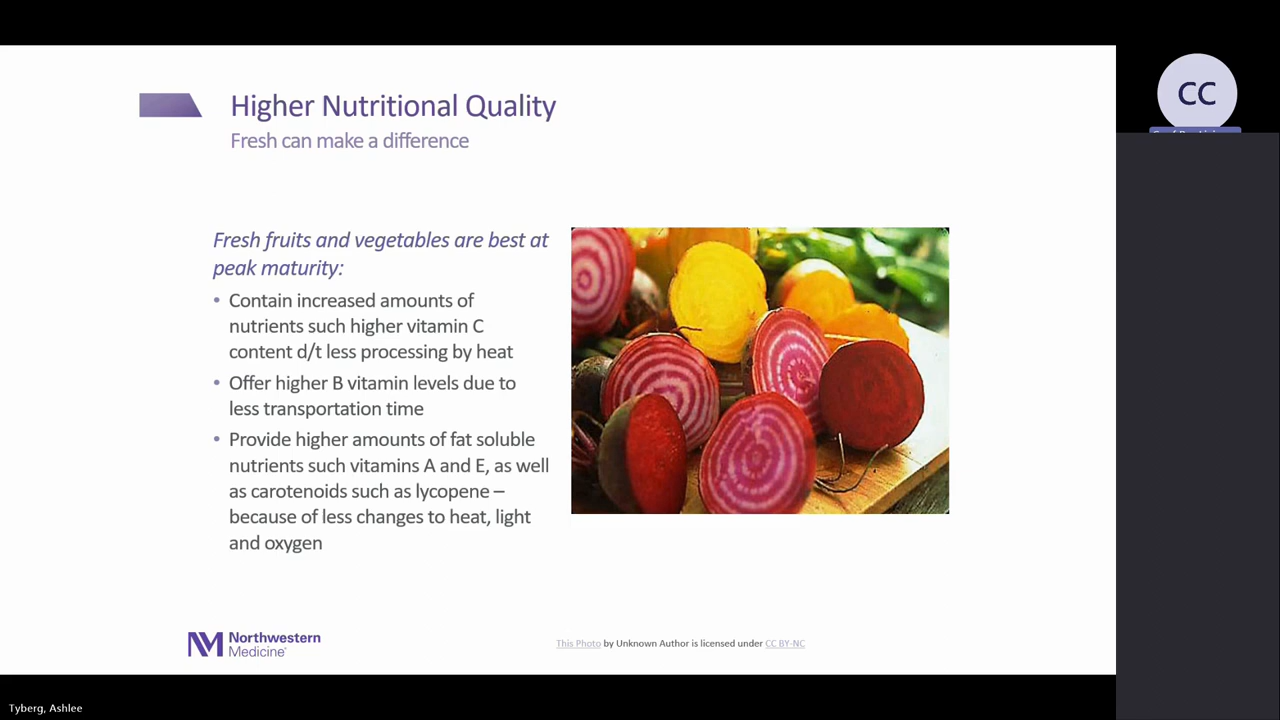 Higher Nutritional Quality
Fresh can make a difference
Fresh fruits and vegetables are best at
peak maturity:
• Contain increased amounts of
nutrients such higher vitamin C
content d/t less processing by heat
• Offer higher B vitamin levels due to
less transportation time
• Provide higher amounts of fat soluble
nutrients such vitamins A and E, as well
as carotenoids such as lycopene –
because of less changes to heat, light
and oxygen
NM Northwestern
Medicine
This Photo by Unknown Author is licensed under CC BY-NC
CC
Tyberg, Ashlee